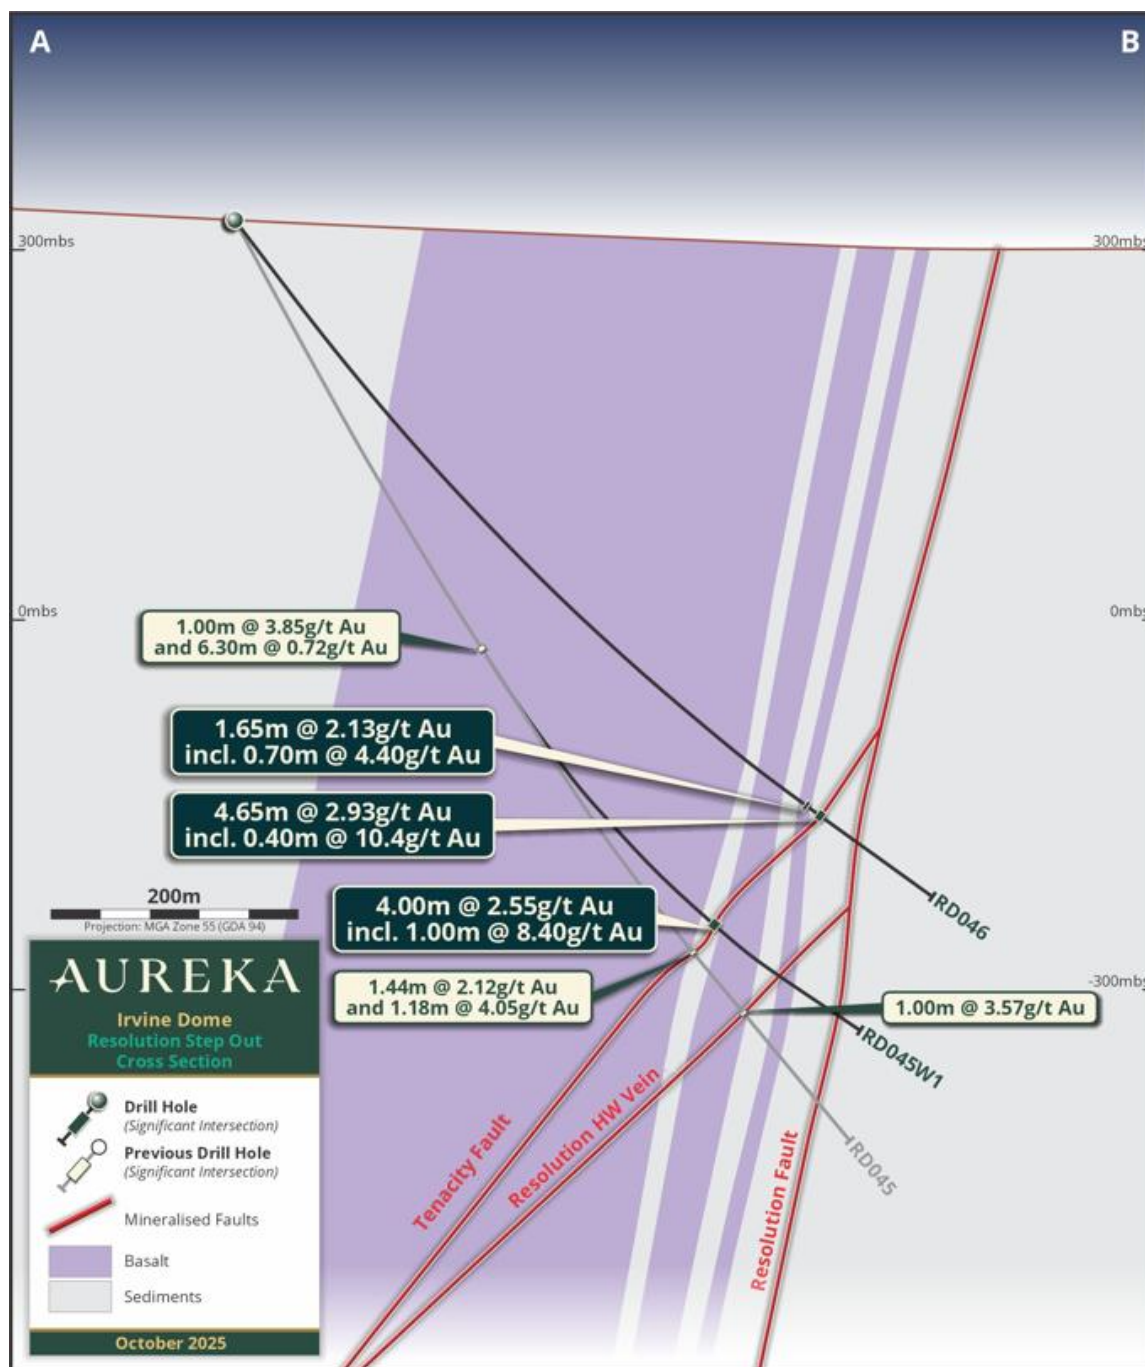 A
B
300mbs
300mbs
0mbs
0mbs
1.00m @ 3.85g/t Au
and 6.30m @ 0.72g/t Au
1.65m @ 2.13g/t Au
incl. 0.70m @ 4.40g/t Au
4.65m @ 2.93g/t Au
incl. 0.40m @ 10.4g/t Au
200m
Projection: MGA Zone 55 (GDA 94)
4.00m @ 2.55g/t Au
incl. 1.00m @ 8.40g/t Au
RD046
1.44m @ 2.12g/t Au
and 1.18m @ 4.05g/t Au
-300mbs
1.00m @ 3.57g/t Au
RD045W1
RD045
Tenacity Fault
Resolution HW Vein
Resolution Fault
AUREKA
Irvine Dome
Resolution Step Out
Cross Section
Drill Hole
(Significant Intersection)
Previous Drill Hole
(Significant Intersection)
Mineralised Faults
Basalt
Sediments
October 2025